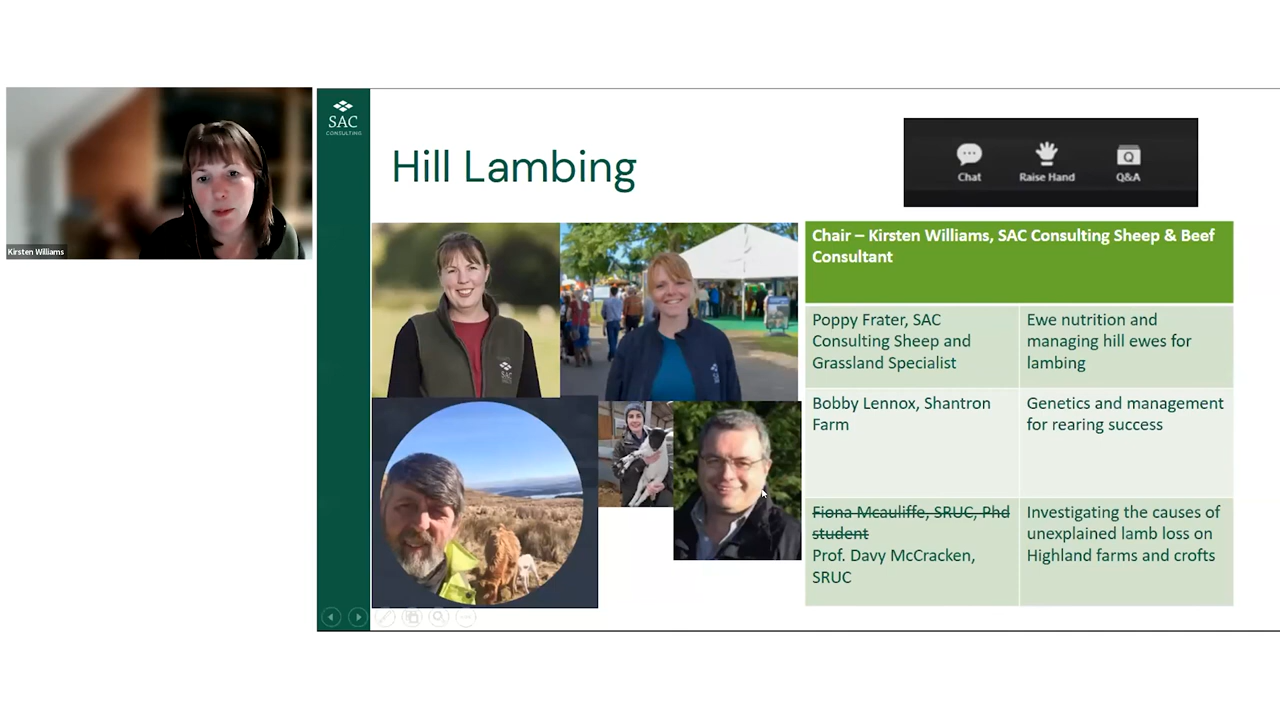 Kirsten Williams
SAC
CONSULTING
Hill Lambing
Chat
Raise Hand
Q
Q&A
Chair – Kirsten Williams, SAC Consulting Sheep & Beef
Consultant
Poppy Frater, SAC
Consulting Sheep and
Grassland Specialist
Ewe nutrition and
managing hill ewes for
lambing
Bobby Lennox, Shantron
Farm
Genetics and management
for rearing success
Fiona Mcauliffe, SRUC, Phd
student
Prof. Davy McCracken,
SRUC
Investigating the causes of
unexplained lamb loss on
Highland farms and crofts
SAC
SAC